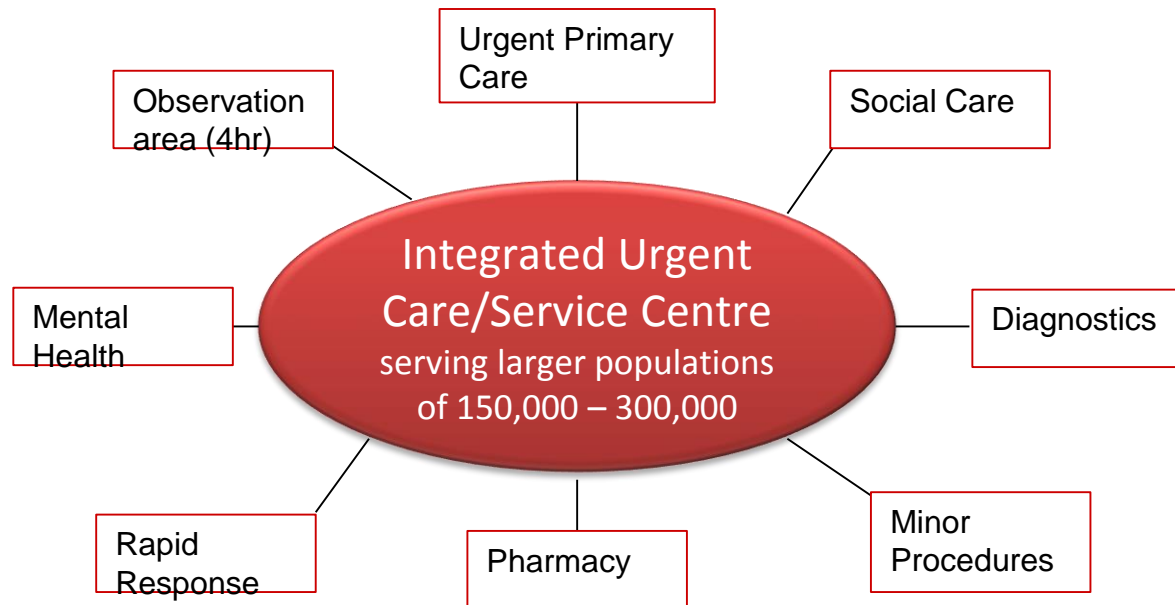 Urgent Primary
Care
Observation
area (4hr)
Social Care
Integrated Urgent
Care/Service Centre
serving larger populations
of 150,000 – 300,000
Mental
Health
Diagnostics
Rapid
Response
Pharmacy
Minor
Procedures